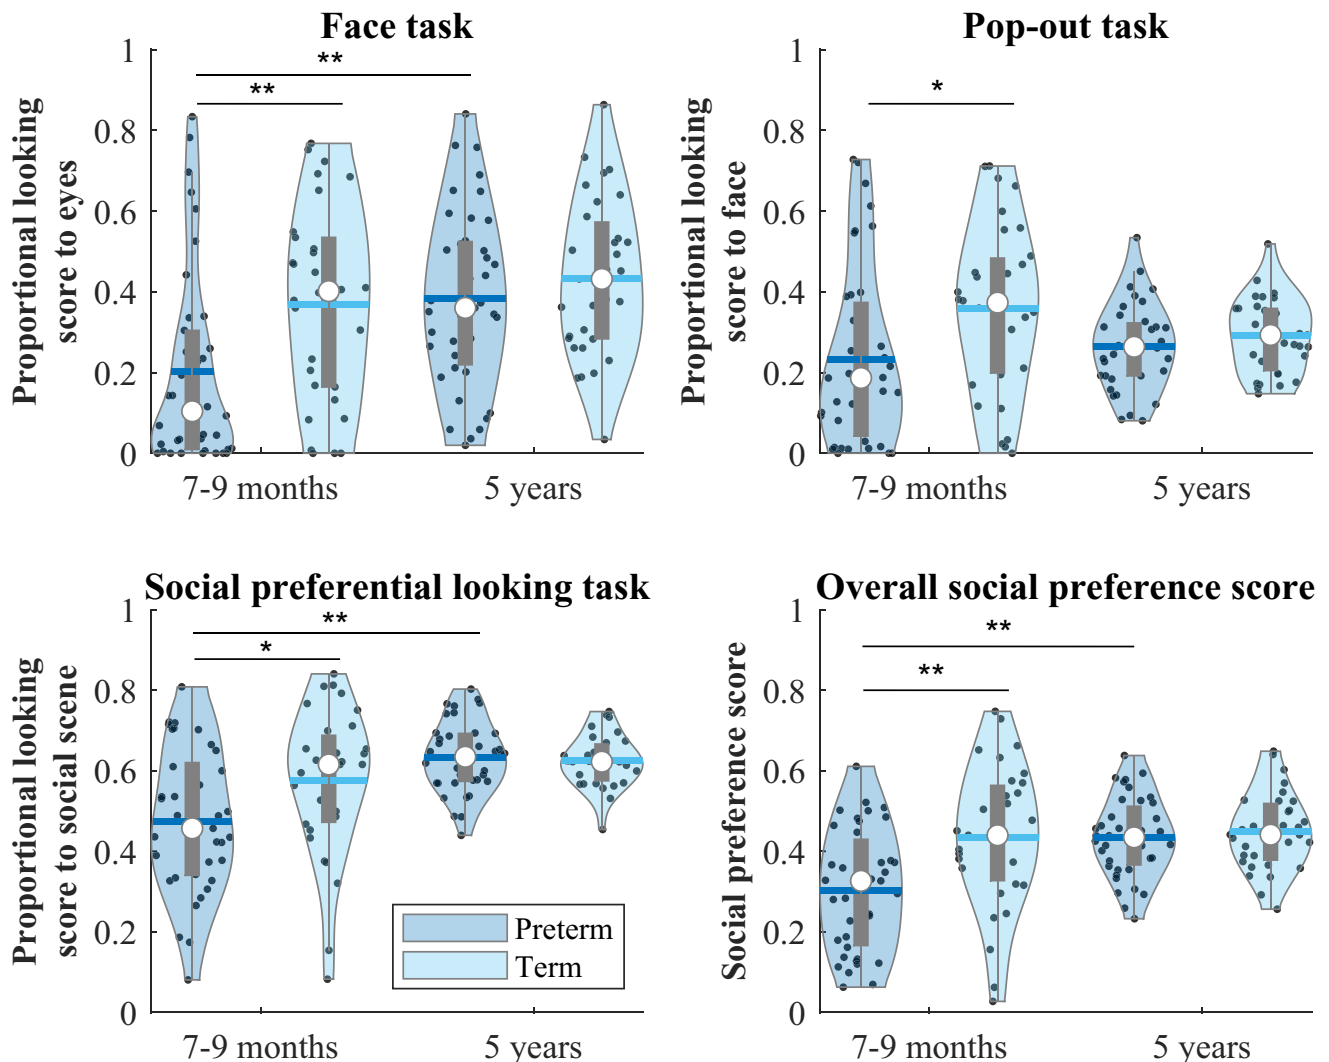 Face task
1
0.8
0.6
0.4
0.2
0
Proportional looking
score to eyes
**
**
7-9 months
5 years
Pop-out task
1
0.8
0.6
0.4
0.2
0
Proportional looking
score to face
*
7-9 months
5 years
Social preferential looking task
1
0.8
0.6
0.4
0.2
0
Proportional looking
score to social scene
**
*
Preterm
Term
7-9 months
5 years
Overall social preference score
1
0.8
0.6
0.4
0.2
0
Social preference score
**
**
7-9 months
5 years